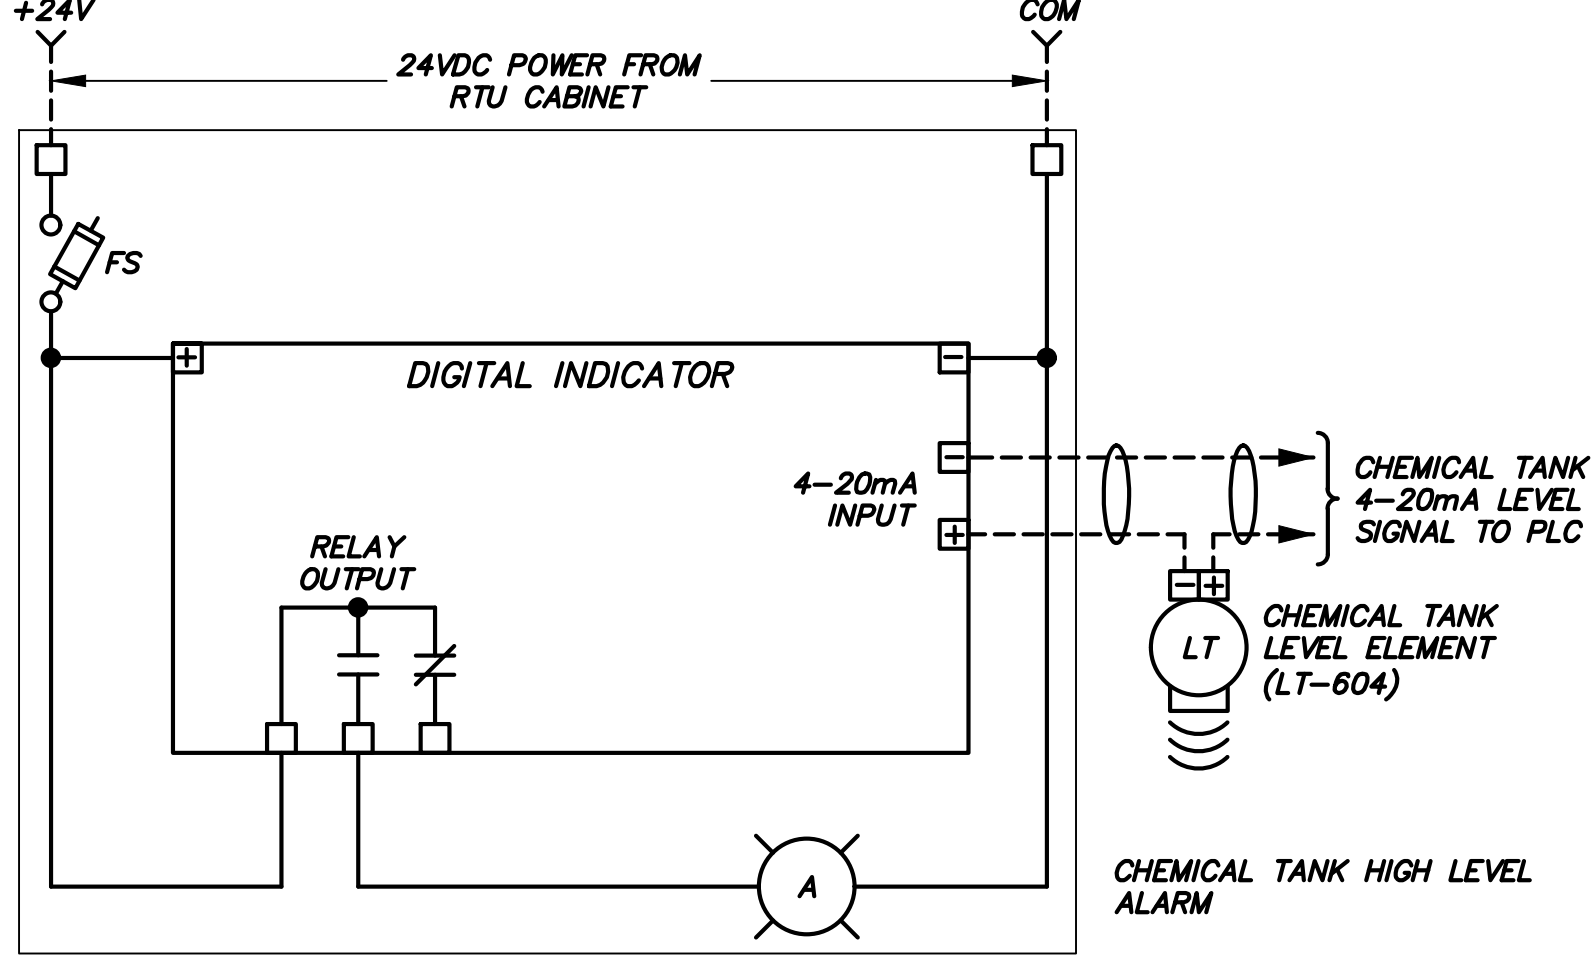 +24V
COM
24VDC POWER FROM
RTU CABINET
FS
+
DIGITAL INDICATOR
-
-
4-20mA
INPUT
+
CHEMICAL TANK
4-20mA LEVEL
SIGNAL TO PLC
RELAY
OUTPUT
- +
LT
CHEMICAL TANK
LEVEL ELEMENT
(LT-604)
A
CHEMICAL TANK HIGH LEVEL
ALARM